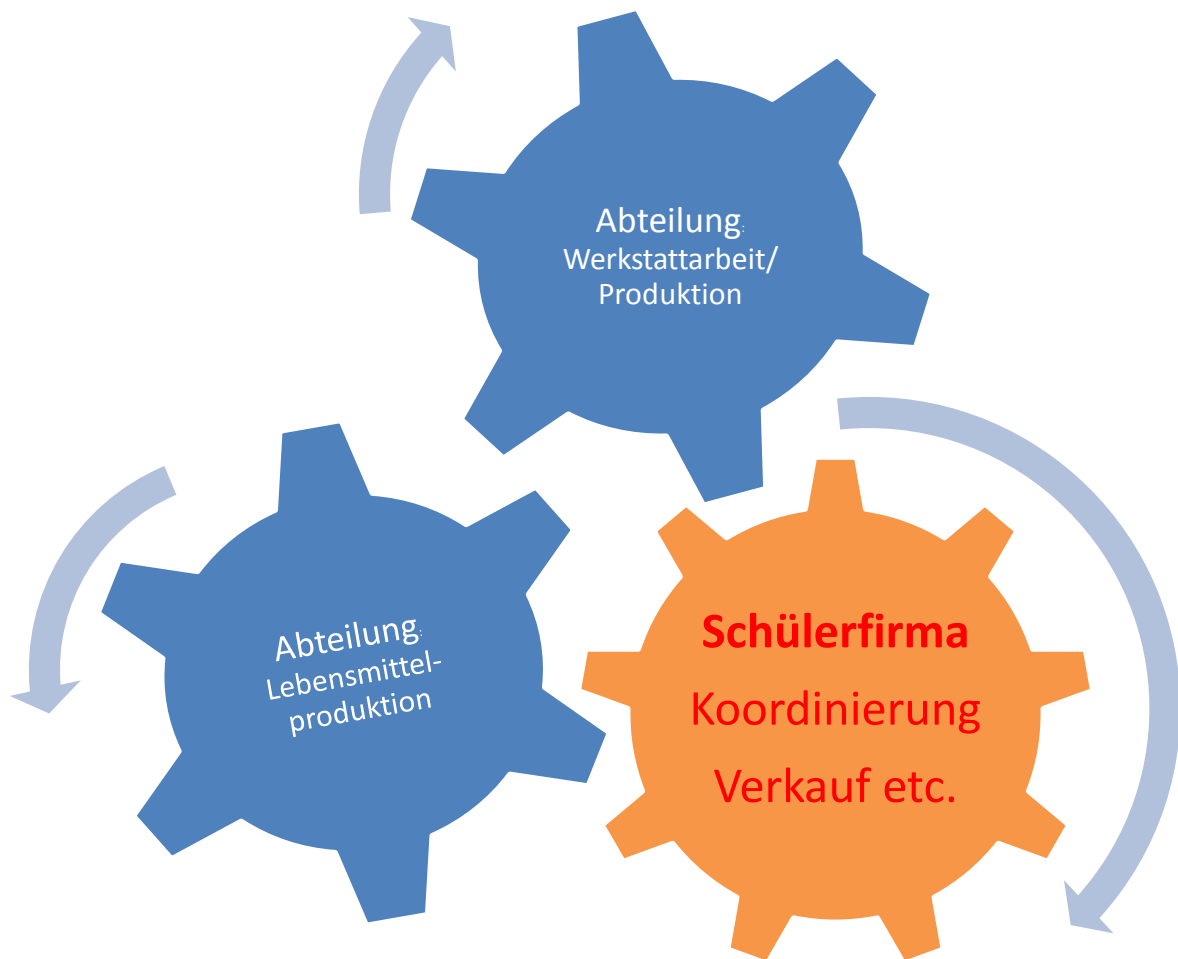 Abteilung:
Werkstattarbeit/
Produktion
Abteilung:
Lebensmittel-
produktion
Schülerfirma
Koordinierung
Verkauf etc.